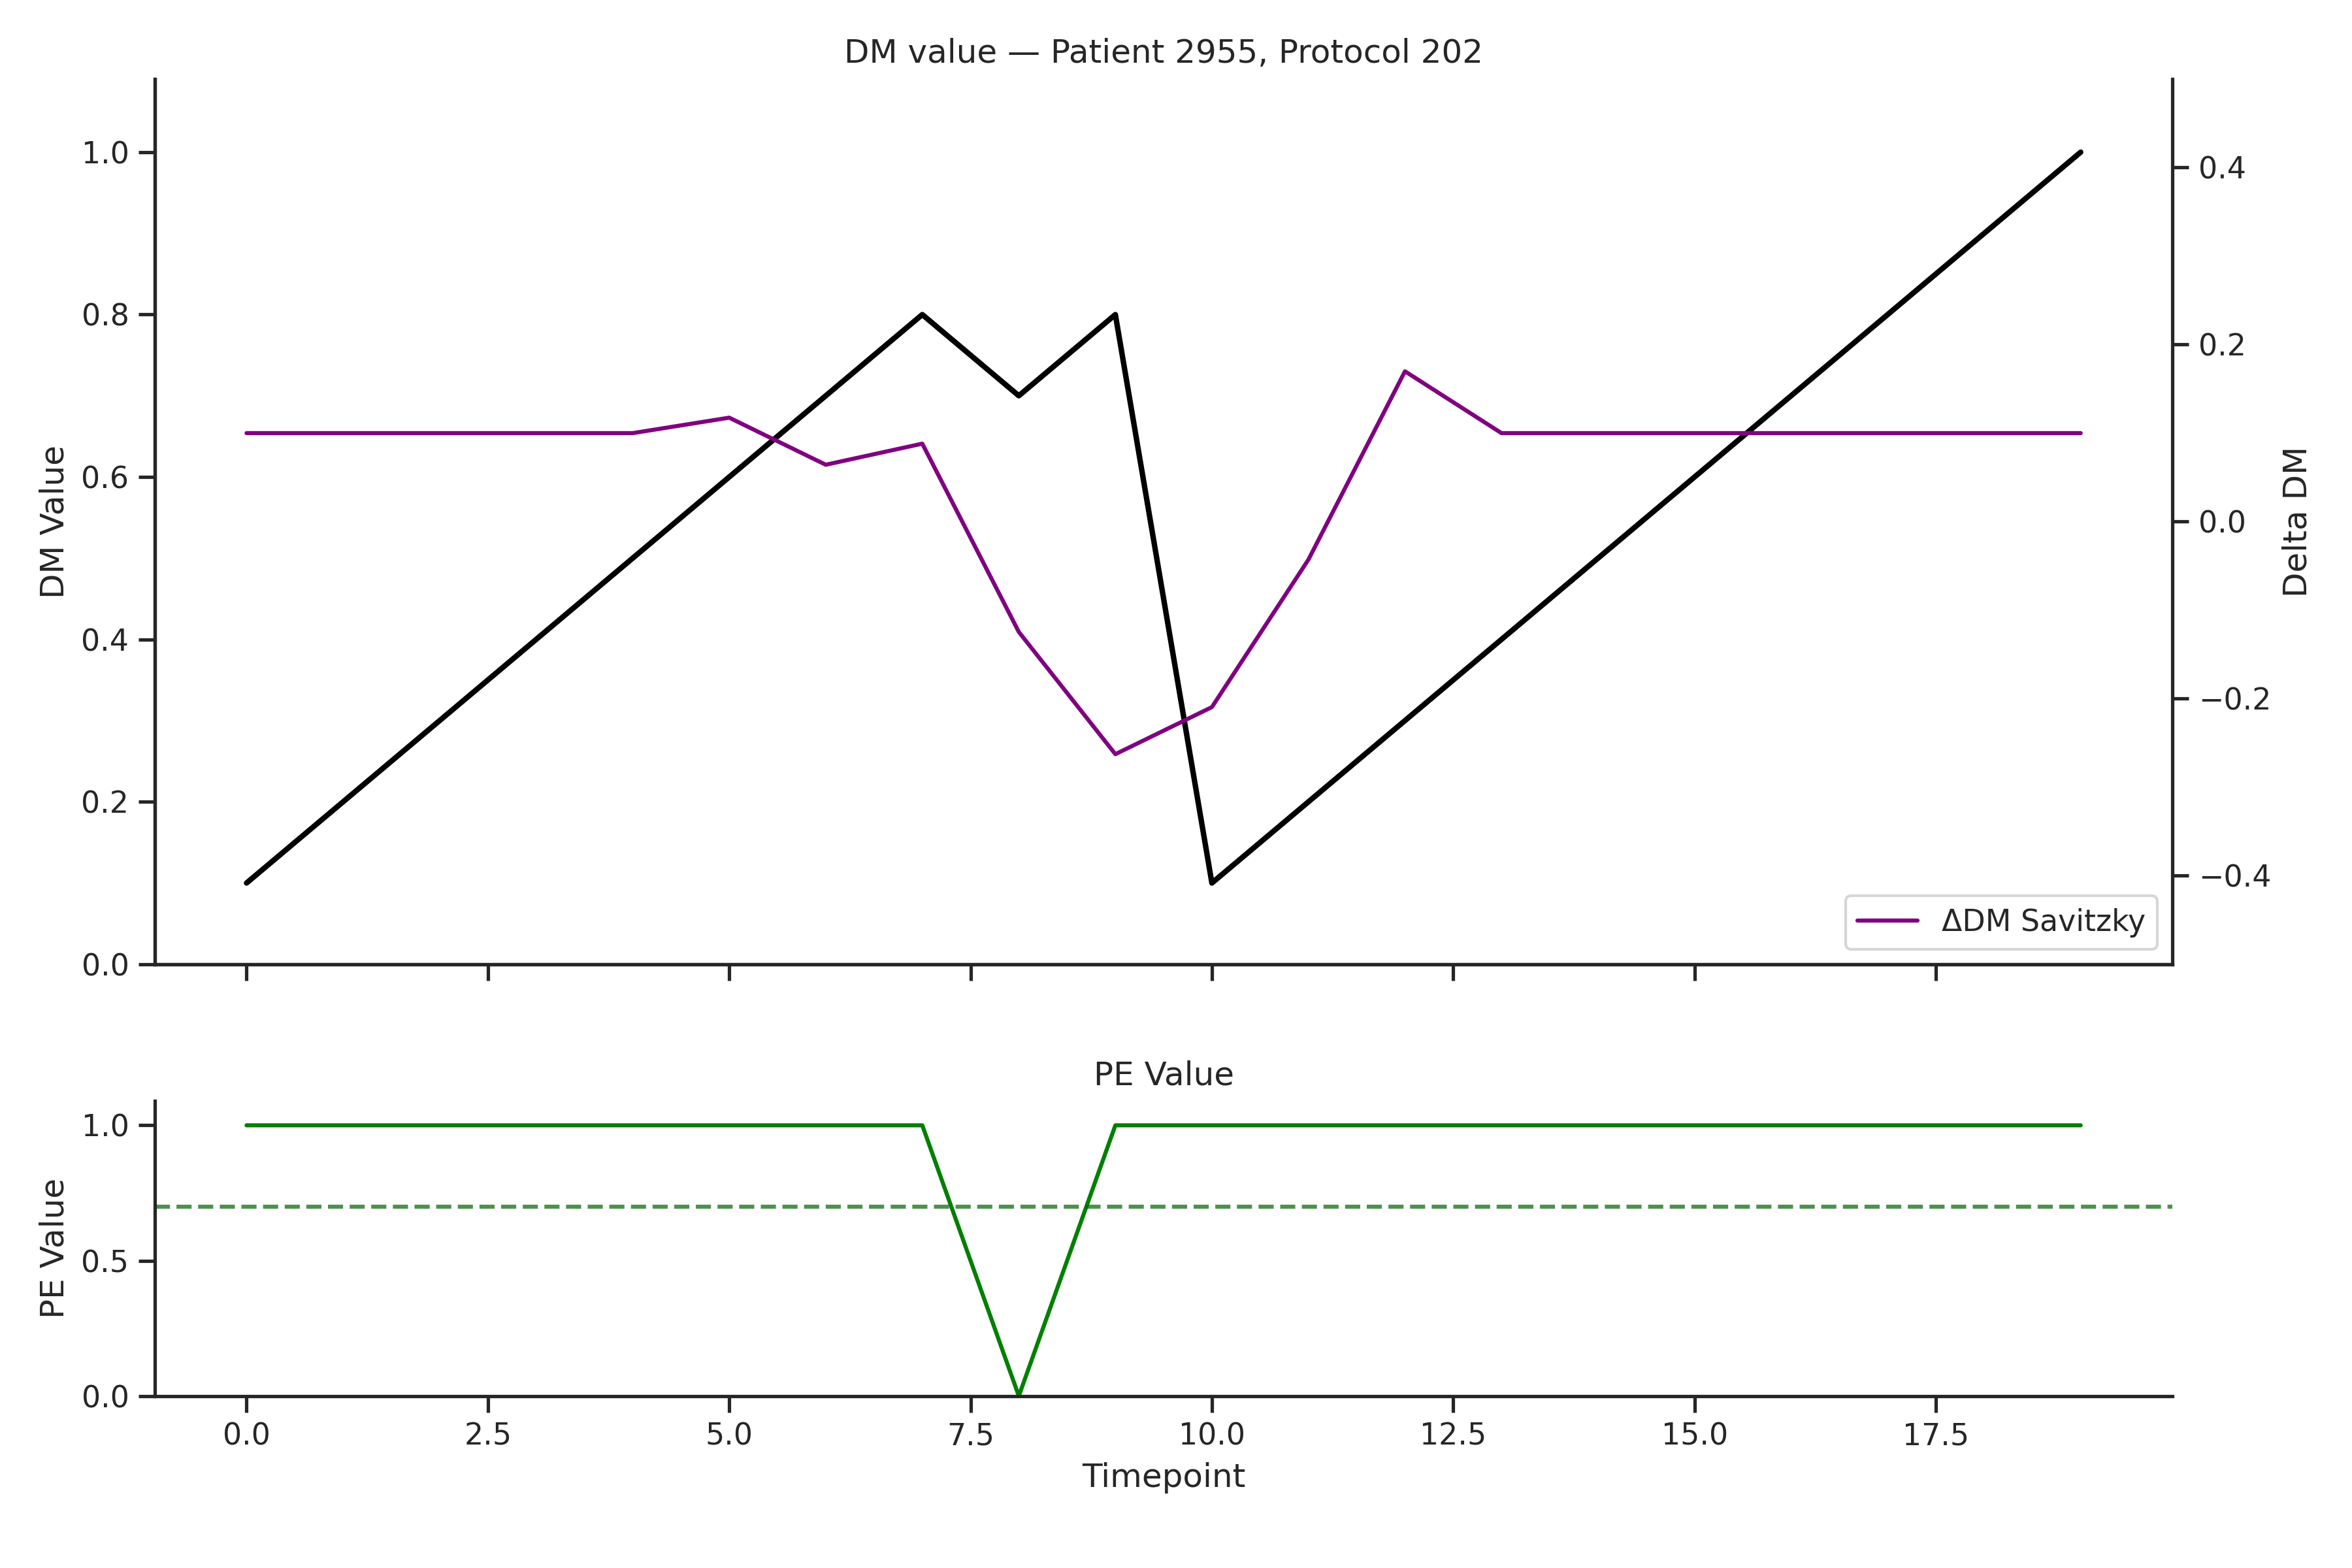 DM value — Patient 2955, Protocol 202
DM Value
1.0
0.8
0.6
0.4
0.2
0.0
Delta DM
0.4
0.2
0.0
−0.2
−0.4
ΔDM Savitzky
PE Value
PE Value
1.0
0.5
0.0
0.0 2.5 5.0 7.5 10.0 12.5 15.0 17.5
Timepoint